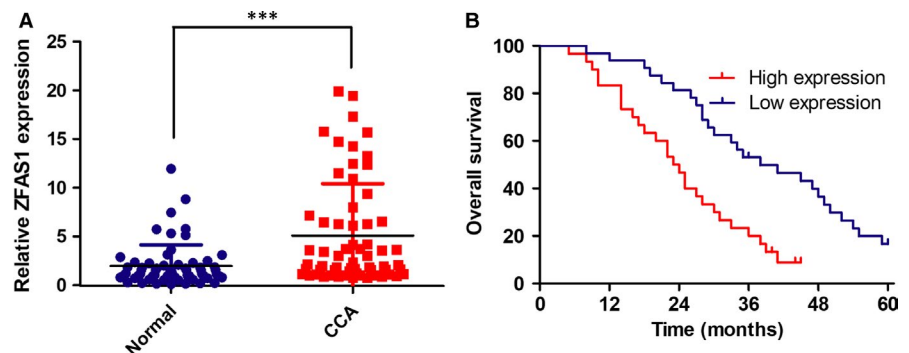 A
***
Relative ZFAS1 expression
25
20
15
10
5
0
Normal
CCA
B
Overall survival
100
80
60
40
20
0
High expression
Low expression
0
12
24
36
48
60
Time (months)